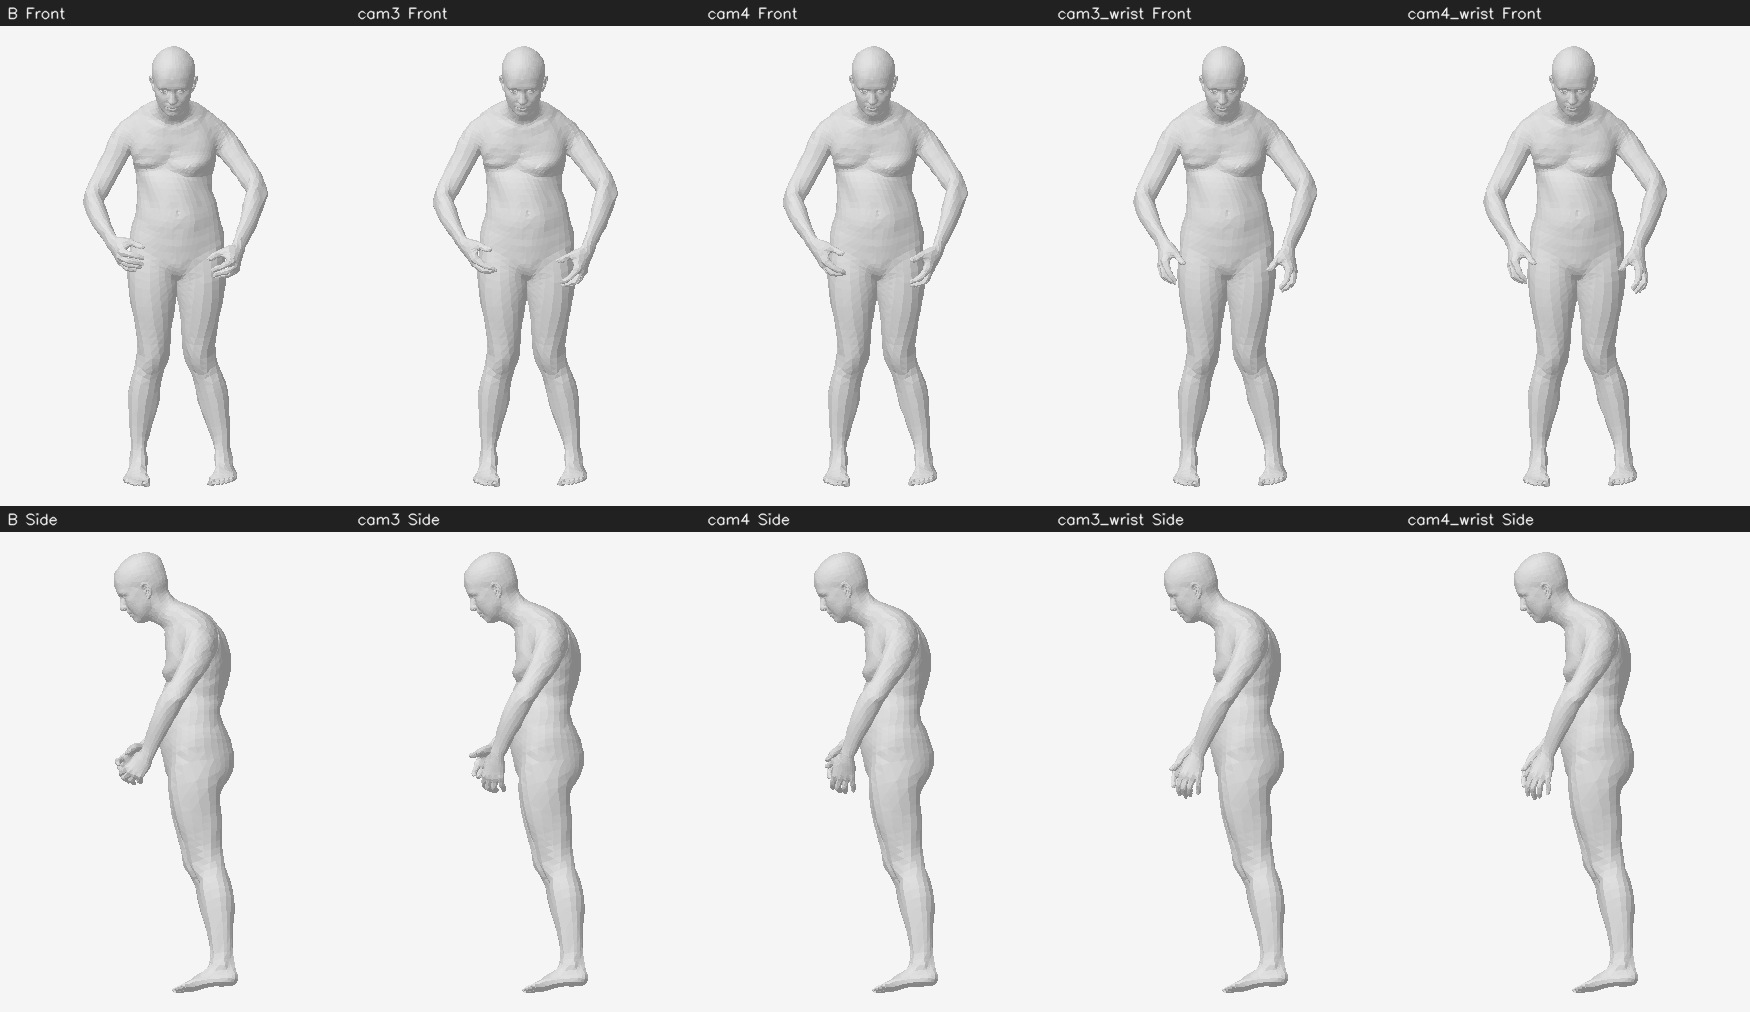 B Front
cam3 Front
cam4 Front
cam3_wrist Front
cam4_wrist Front
B Side
cam3 Side
cam4 Side
cam3_wrist Side
cam4_wrist Side